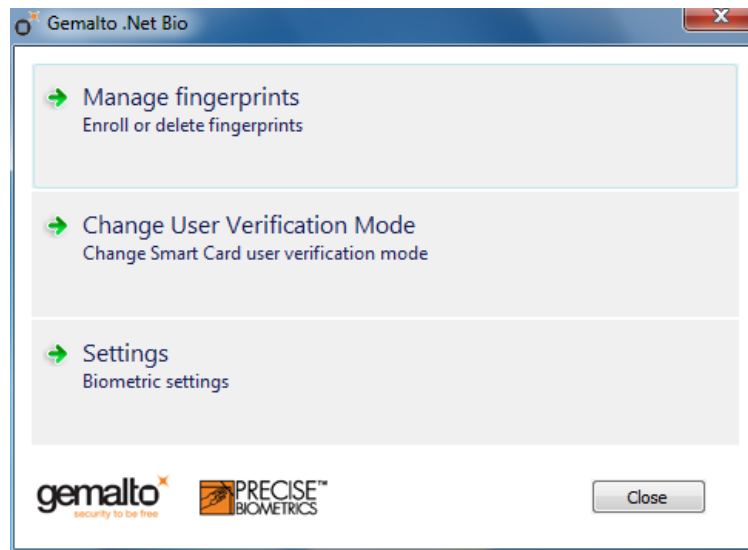 Gemalto .Net Bio
Manage fingerprints
Enroll or delete fingerprints
Change User Verification Mode
Change Smart Card user verification mode
Settings
Biometric settings
gemalto
security to be free
PRECISE™
BIOMETRICS
Close